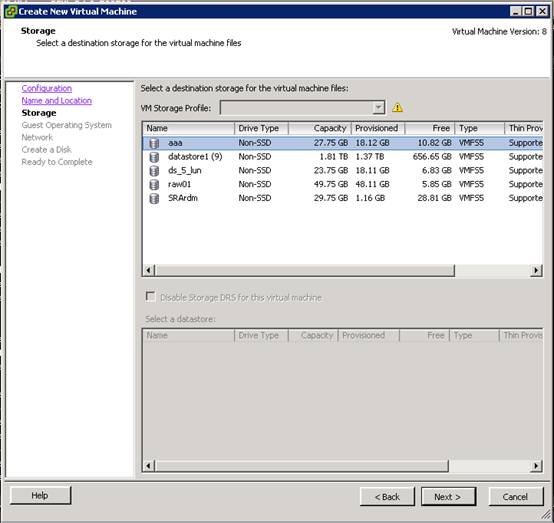 Create New Virtual Machine
Storage
Select a destination storage for the virtual machine files
Virtual Machine Version: 8
Configuration
Name and Location
Storage
Guest Operating System
Network
Create a Disk
Ready to Complete
Select a destination storage for the virtual machine files:
VM Storage Profile:
Name Drive Type Capacity Provisioned Free Type Thin Prov
aaa Non-SSD 27.75 GB 18.12 GB 10.82 GB VMFS5 Supporte
datastore1 (9) Non-SSD 1.81 TB 1.37 TB 656.65 GB VMFS5 Supporte
ds_5_lun Non-SSD 23.75 GB 18.11 GB 6.83 GB VMFS5 Supporte
raw01 Non-SSD 49.75 GB 48.11 GB 5.85 GB VMFS5 Supporte
SRArdm Non-SSD 29.75 GB 1.16 GB 28.81 GB VMFS5 Supporte
Disable Storage DRS for this virtual machine
Select a datastore:
Name Drive Type Capacity Provisioned Free Type Thin Provis
Help
< Back
Next >
Cancel